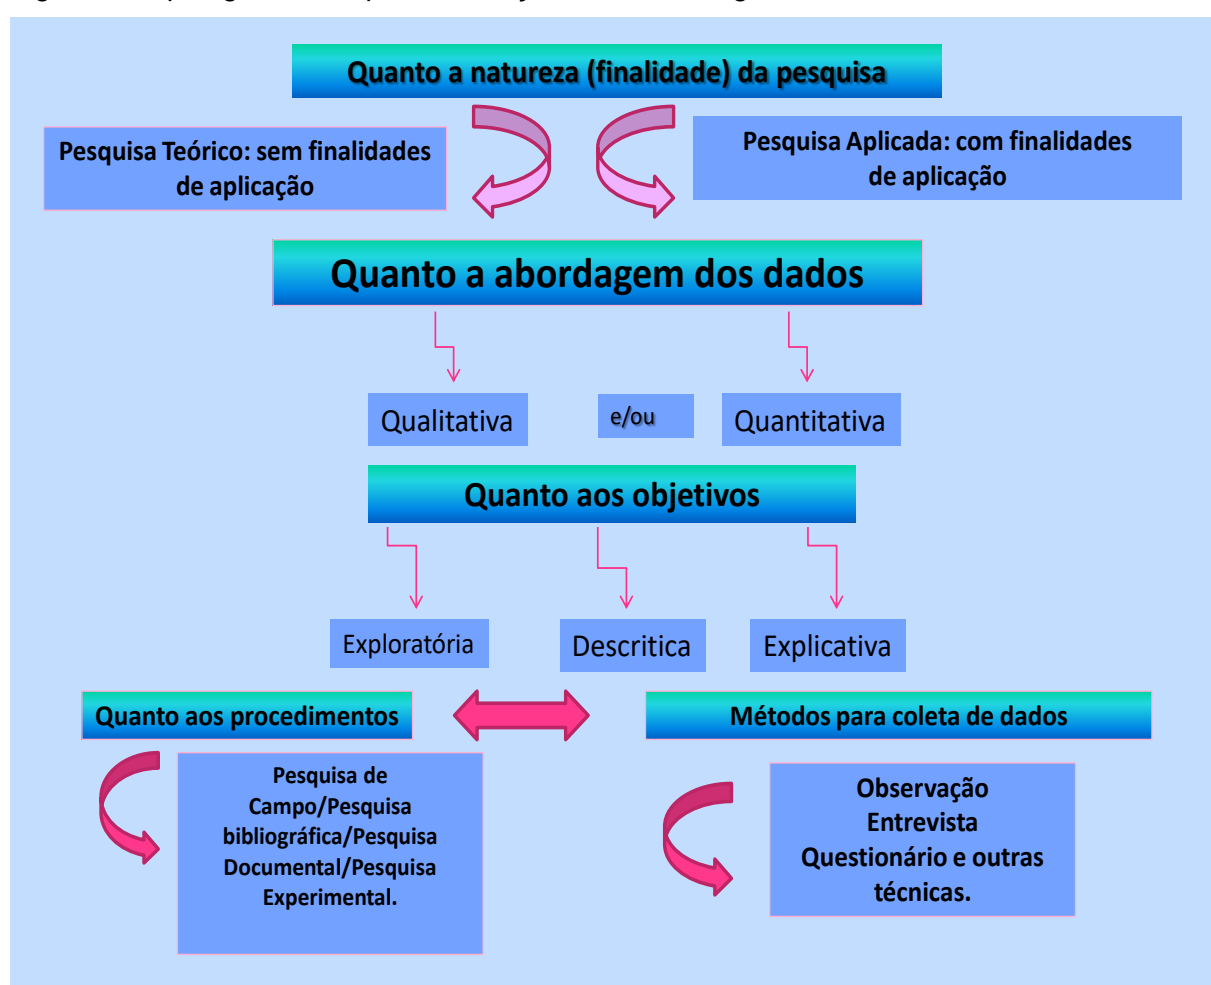 Quanto a natureza (finalidade) da pesquisa
Pesquisa Teórico: sem finalidades
de aplicação
Pesquisa Aplicada: com finalidades
de aplicação
Quanto a abordagem dos dados
Qualitativa
e/ou
Quantitativa
Quanto aos objetivos
Exploratória
Descritica
Explicativa
Quanto aos procedimentos
Métodos para coleta de dados
Pesquisa de
Campo/Pesquisa
bibliográfica/Pesquisa
Documental/Pesquisa
Experimental.
Observação
Entrevista
Questionário e outras
técnicas.